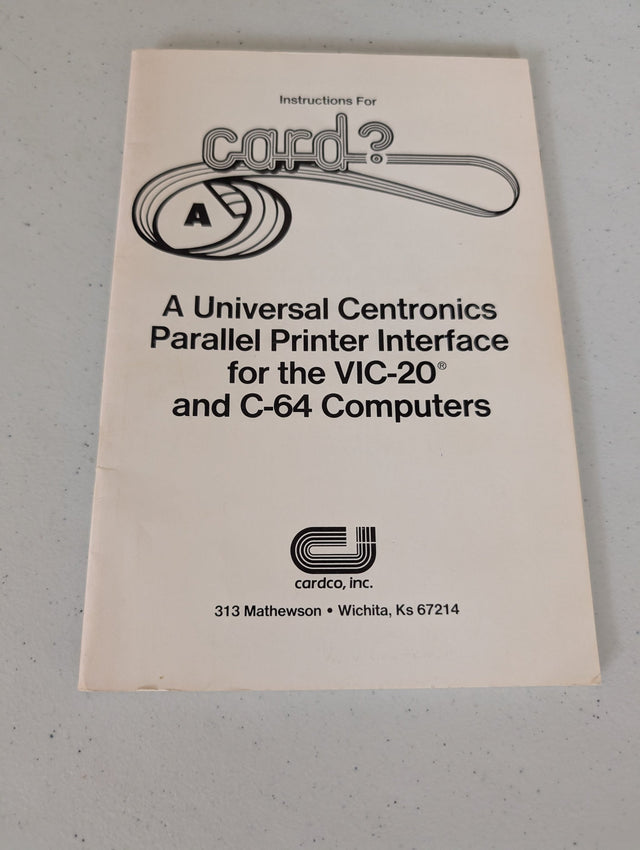 Instructions For
card?
A
A Universal Centronics
Parallel Printer Interface
for the VIC-20®
and C-64 Computers
cardco, inc.
313 Mathewson • Wichita, Ks 67214